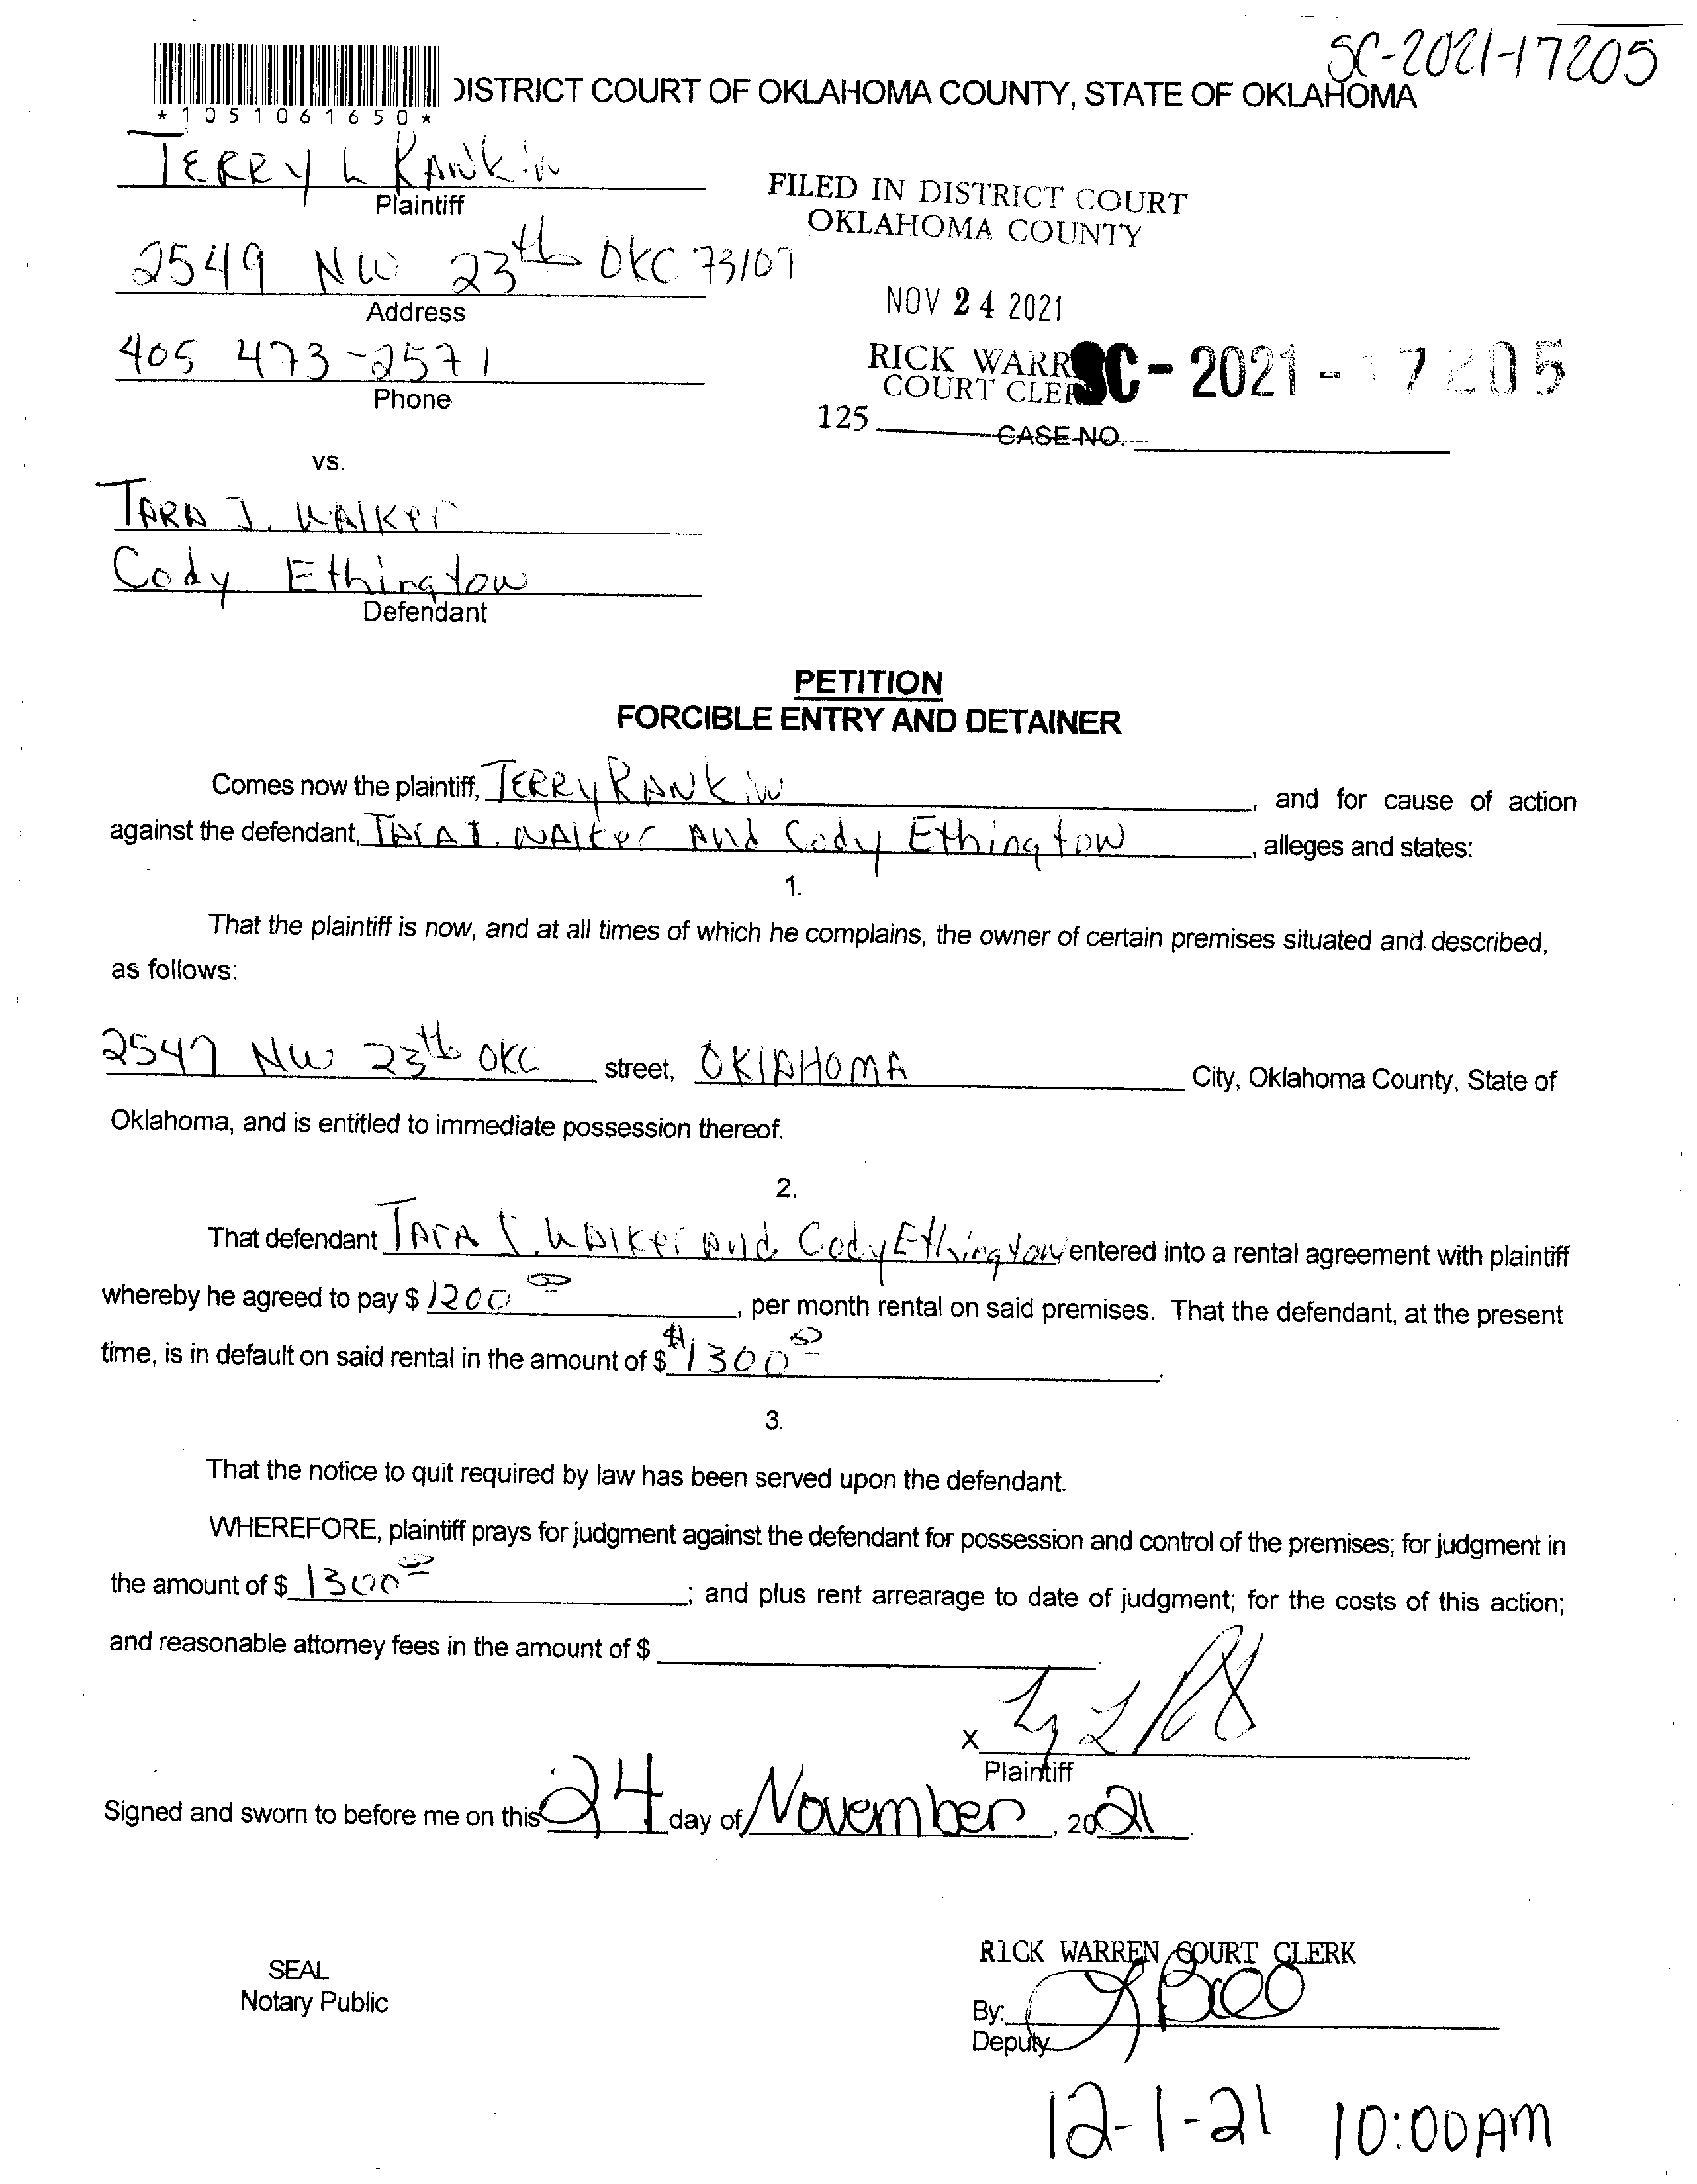 SC-2021-17205
DISTRICT COURT OF OKLAHOMA COUNTY, STATE OF OKLAHOMA
*1051061650*
TERRY L RANKIN
Plaintiff
FILED IN DISTRICT COURT
OKLAHOMA COUNTY
2549 NW 23th OKC 73107
Address
NOV 24 2021
405 473-2571
Phone
RICK WARR
COURT CLER
SC-2021-17205
125
CASE NO.
vs.
TARA J. WALKer
Cody Ethington
Defendant
PETITION
FORCIBLE ENTRY AND DETAINER
Comes now the plaintiff, TERRY RANKIN, and for cause of action
against the defendant, TARA J. WALKer And Cody Ethington, alleges and states:
1.
That the plaintiff is now, and at all times of which he complains, the owner of certain premises situated and described,
as follows:
2547 NW 23th OKC street, OKlAHOMA City, Oklahoma County, State of
Oklahoma, and is entitled to immediate possession thereof.
2.
That defendant TArA J. WAlKer and Cody Ethington entered into a rental agreement with plaintiff
whereby he agreed to pay $ 1200 00, per month rental on said premises. That the defendant, at the present
time, is in default on said rental in the amount of $ $1300 00.
3.
That the notice to quit required by law has been served upon the defendant.
WHEREFORE, plaintiff prays for judgment against the defendant for possession and control of the premises; for judgment in
the amount of $ 1300 00; and plus rent arrearage to date of judgment; for the costs of this action;
and reasonable attorney fees in the amount of $
X
Plaintiff
Signed and sworn to before me on this 24 day of November, 2021.
RICK WARREN COURT CLERK
SEAL
Notary Public
By:
Deputy
12-1-21 10:00AM